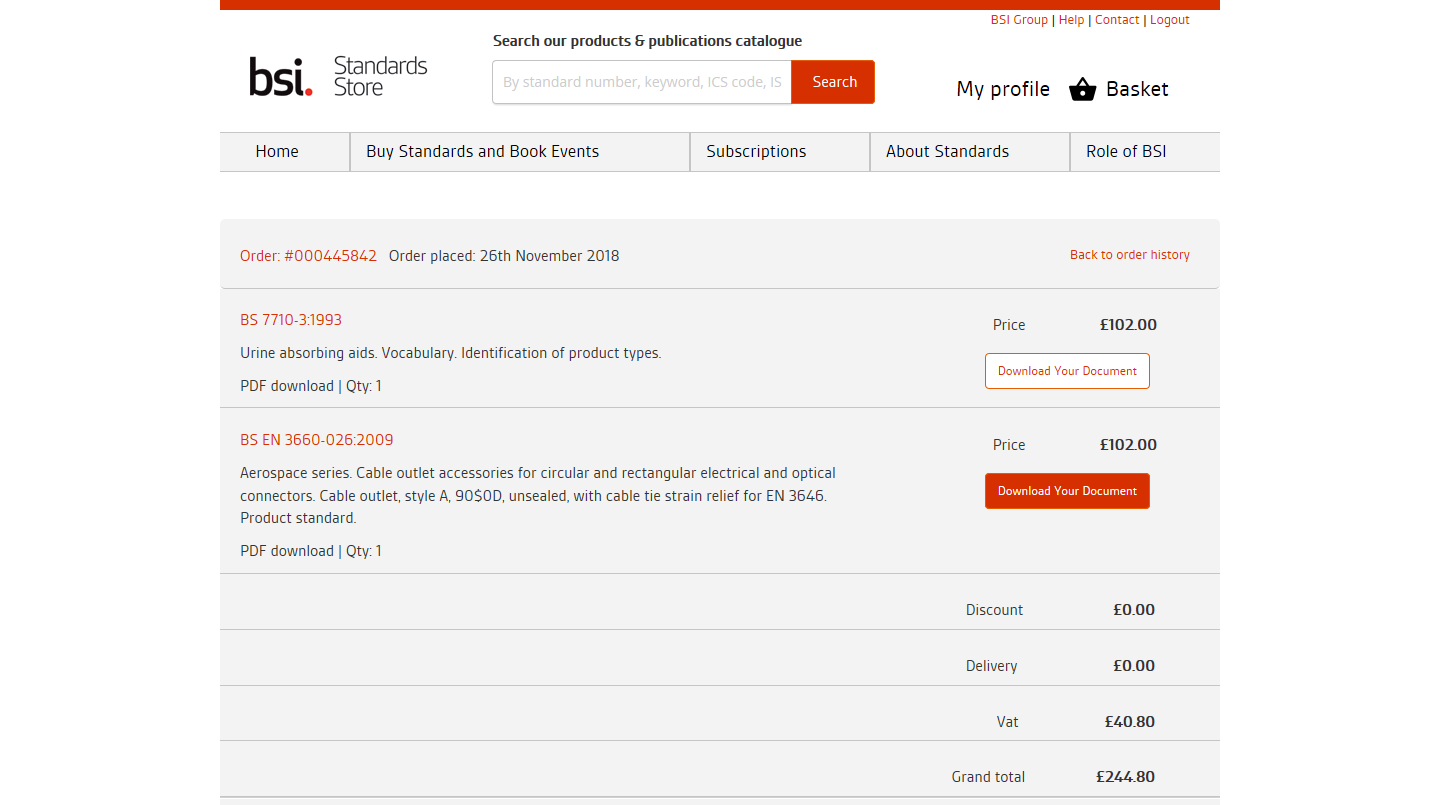 BSI Group | Help | Contact | Logout
Search our products & publications catalogue
bsi. Standards Store
By standard number, keyword, ICS code, IS
Search
My profile
Basket
Home
Buy Standards and Book Events
Subscriptions
About Standards
Role of BSI
Order: #000445842 Order placed: 26th November 2018
Back to order history
BS 7710-3:1993
Price £102.00
Urine absorbing aids. Vocabulary. Identification of product types.
Download Your Document
PDF download | Qty: 1
BS EN 3660-026:2009
Price £102.00
Aerospace series. Cable outlet accessories for circular and rectangular electrical and optical
connectors. Cable outlet, style A, 90$0D, unsealed, with cable tie strain relief for EN 3646.
Product standard.
Download Your Document
PDF download | Qty: 1
Discount £0.00
Delivery £0.00
Vat £40.80
Grand total £244.80